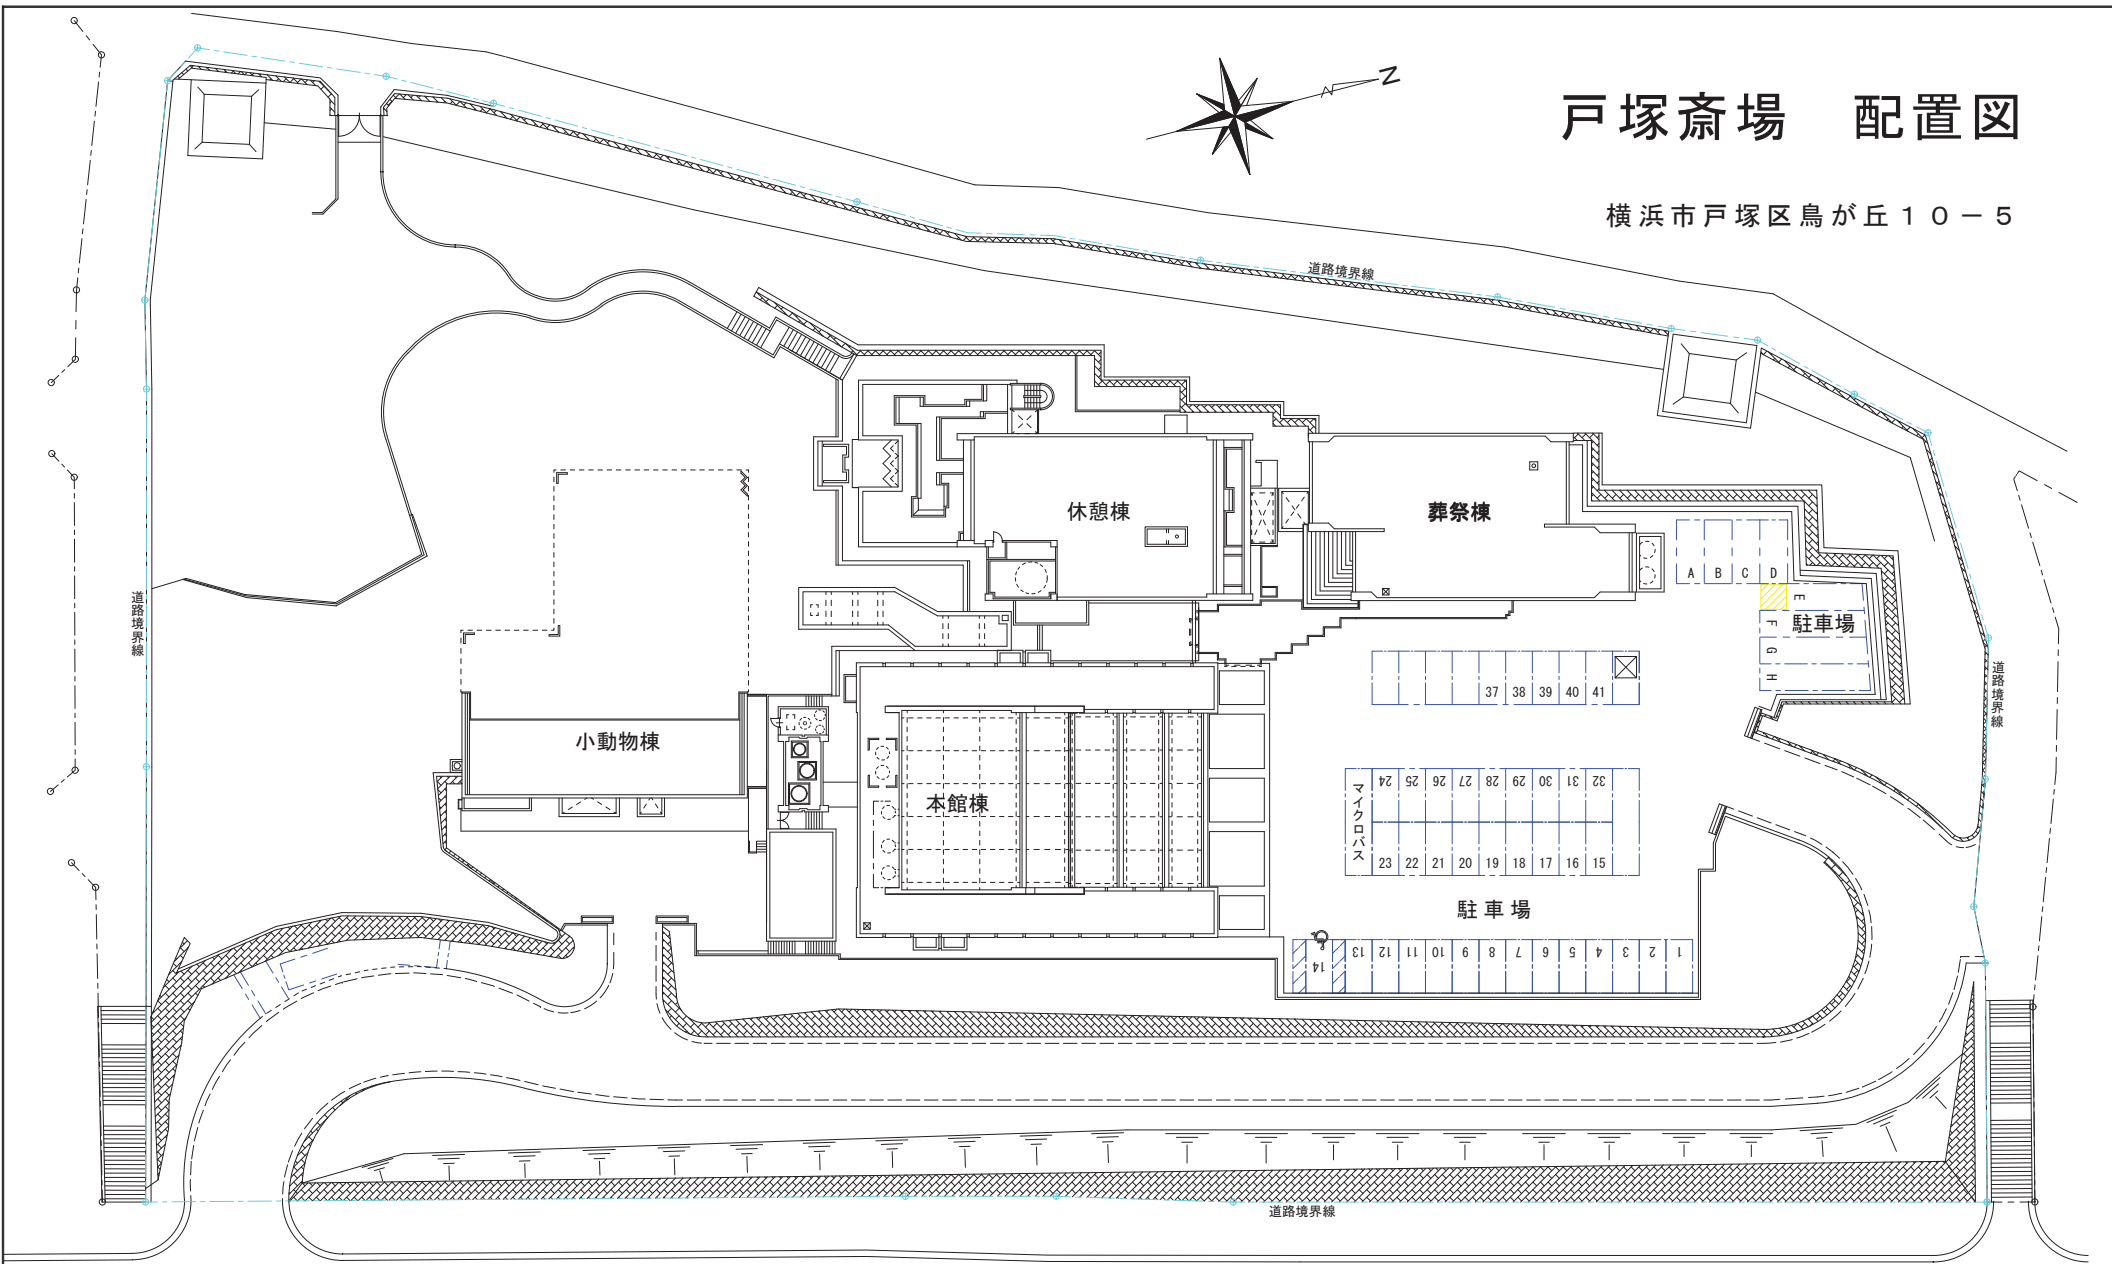 戸塚斎場　配置図
横浜市戸塚区鳥が丘１０－５
N
道路境界線
休憩棟
葬祭棟
A B C D
E
駐車場
F
G
H
道路境界線
道路境界線
37 38 39 40 41
小動物棟
本館棟
マイクロバス
24 25 26 27 28 29 30 31 32
23 22 21 20 19 18 17 16 15
駐車場
14 13 12 11 10 9 8 7 6 5 4 3 2 1
道路境界線